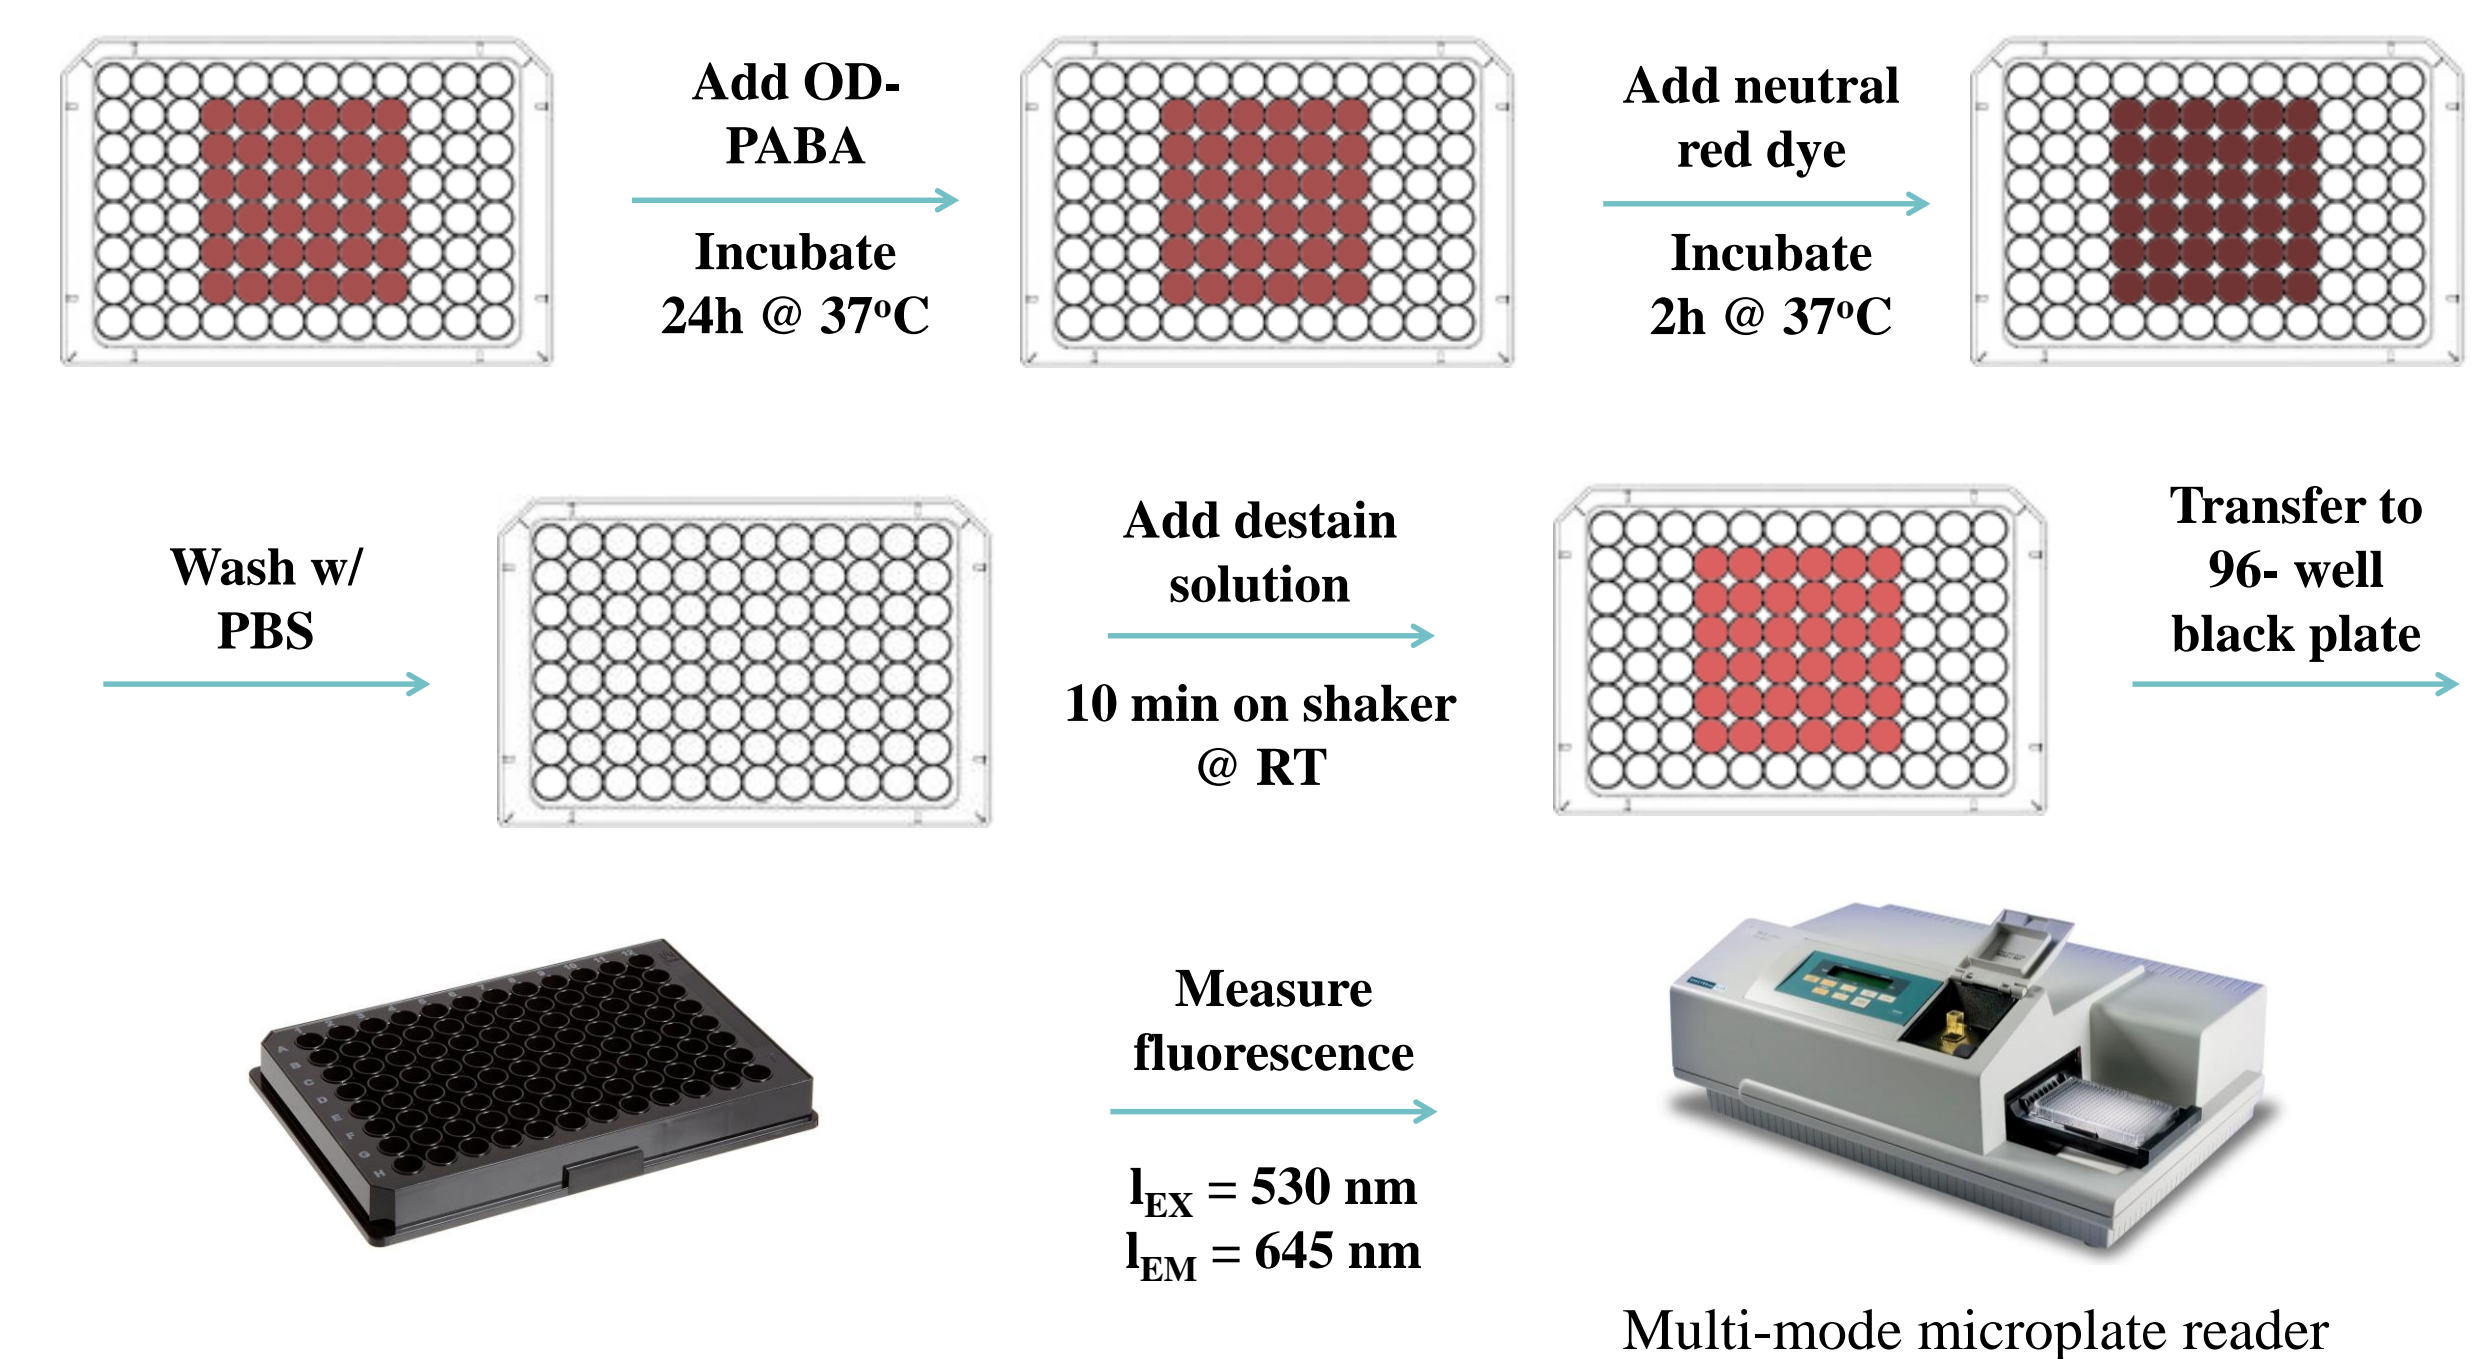 Add OD-
PABA
Incubate
24h @ 37ºC
Add neutral
red dye
Incubate
2h @ 37ºC
Wash w/
PBS
Add destain
solution
10 min on shaker
@ RT
Transfer to
96- well
black plate
Measure
fluorescence
lEX = 530 nm
lEM = 645 nm
Multi-mode microplate reader